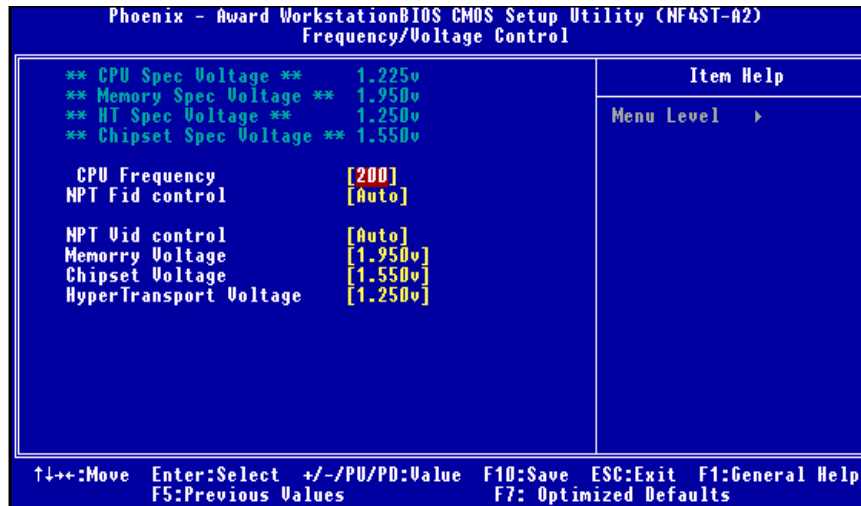 Phoenix - Award WorkstationBIOS CMOS Setup Utility (NF4ST-A2)
Frequency/Voltage Control
** CPU Spec Voltage ** 1.225v
** Memory Spec Voltage ** 1.950v
** HT Spec Voltage ** 1.250v
** Chipset Spec Voltage ** 1.550v
CPU Frequency [200]
NPT Fid control [Auto]
NPT Vid control [Auto]
Memorry Voltage [1.950v]
Chipset Voltage [1.550v]
HyperTransport Voltage [1.250v]
Item Help
Menu Level ▸
↑↓→←:Move Enter:Select +/-/PU/PD:Value F10:Save ESC:Exit F1:General Help
F5:Previous Values F7: Optimized Defaults